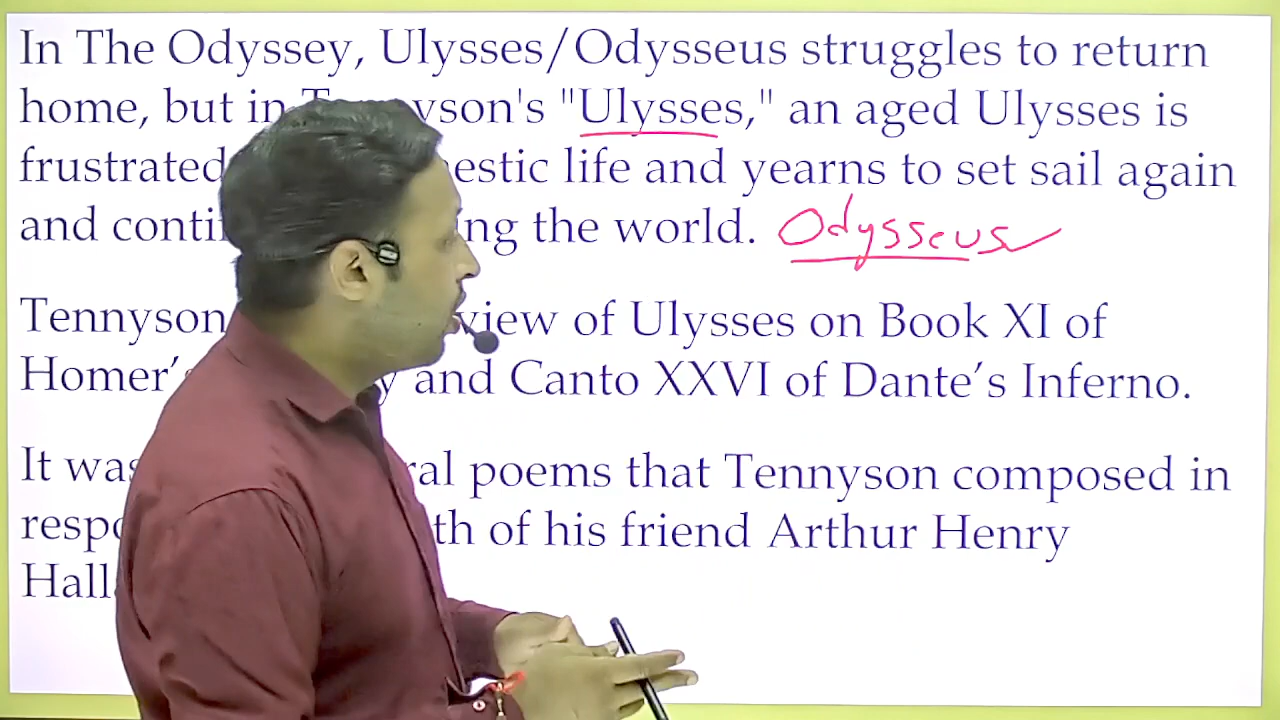 In The Odyssey, Ulysses/Odysseus struggles to return
home, but in Tennyson's "Ulysses," an aged Ulysses is
frustrated estic life and yearns to set sail again
and conti ing the world. Odysseus
Tennyson view of Ulysses on Book XI of
Homer’s and Canto XXVI of Dante’s Inferno.
It was ral poems that Tennyson composed in
resp th of his friend Arthur Henry
Hall